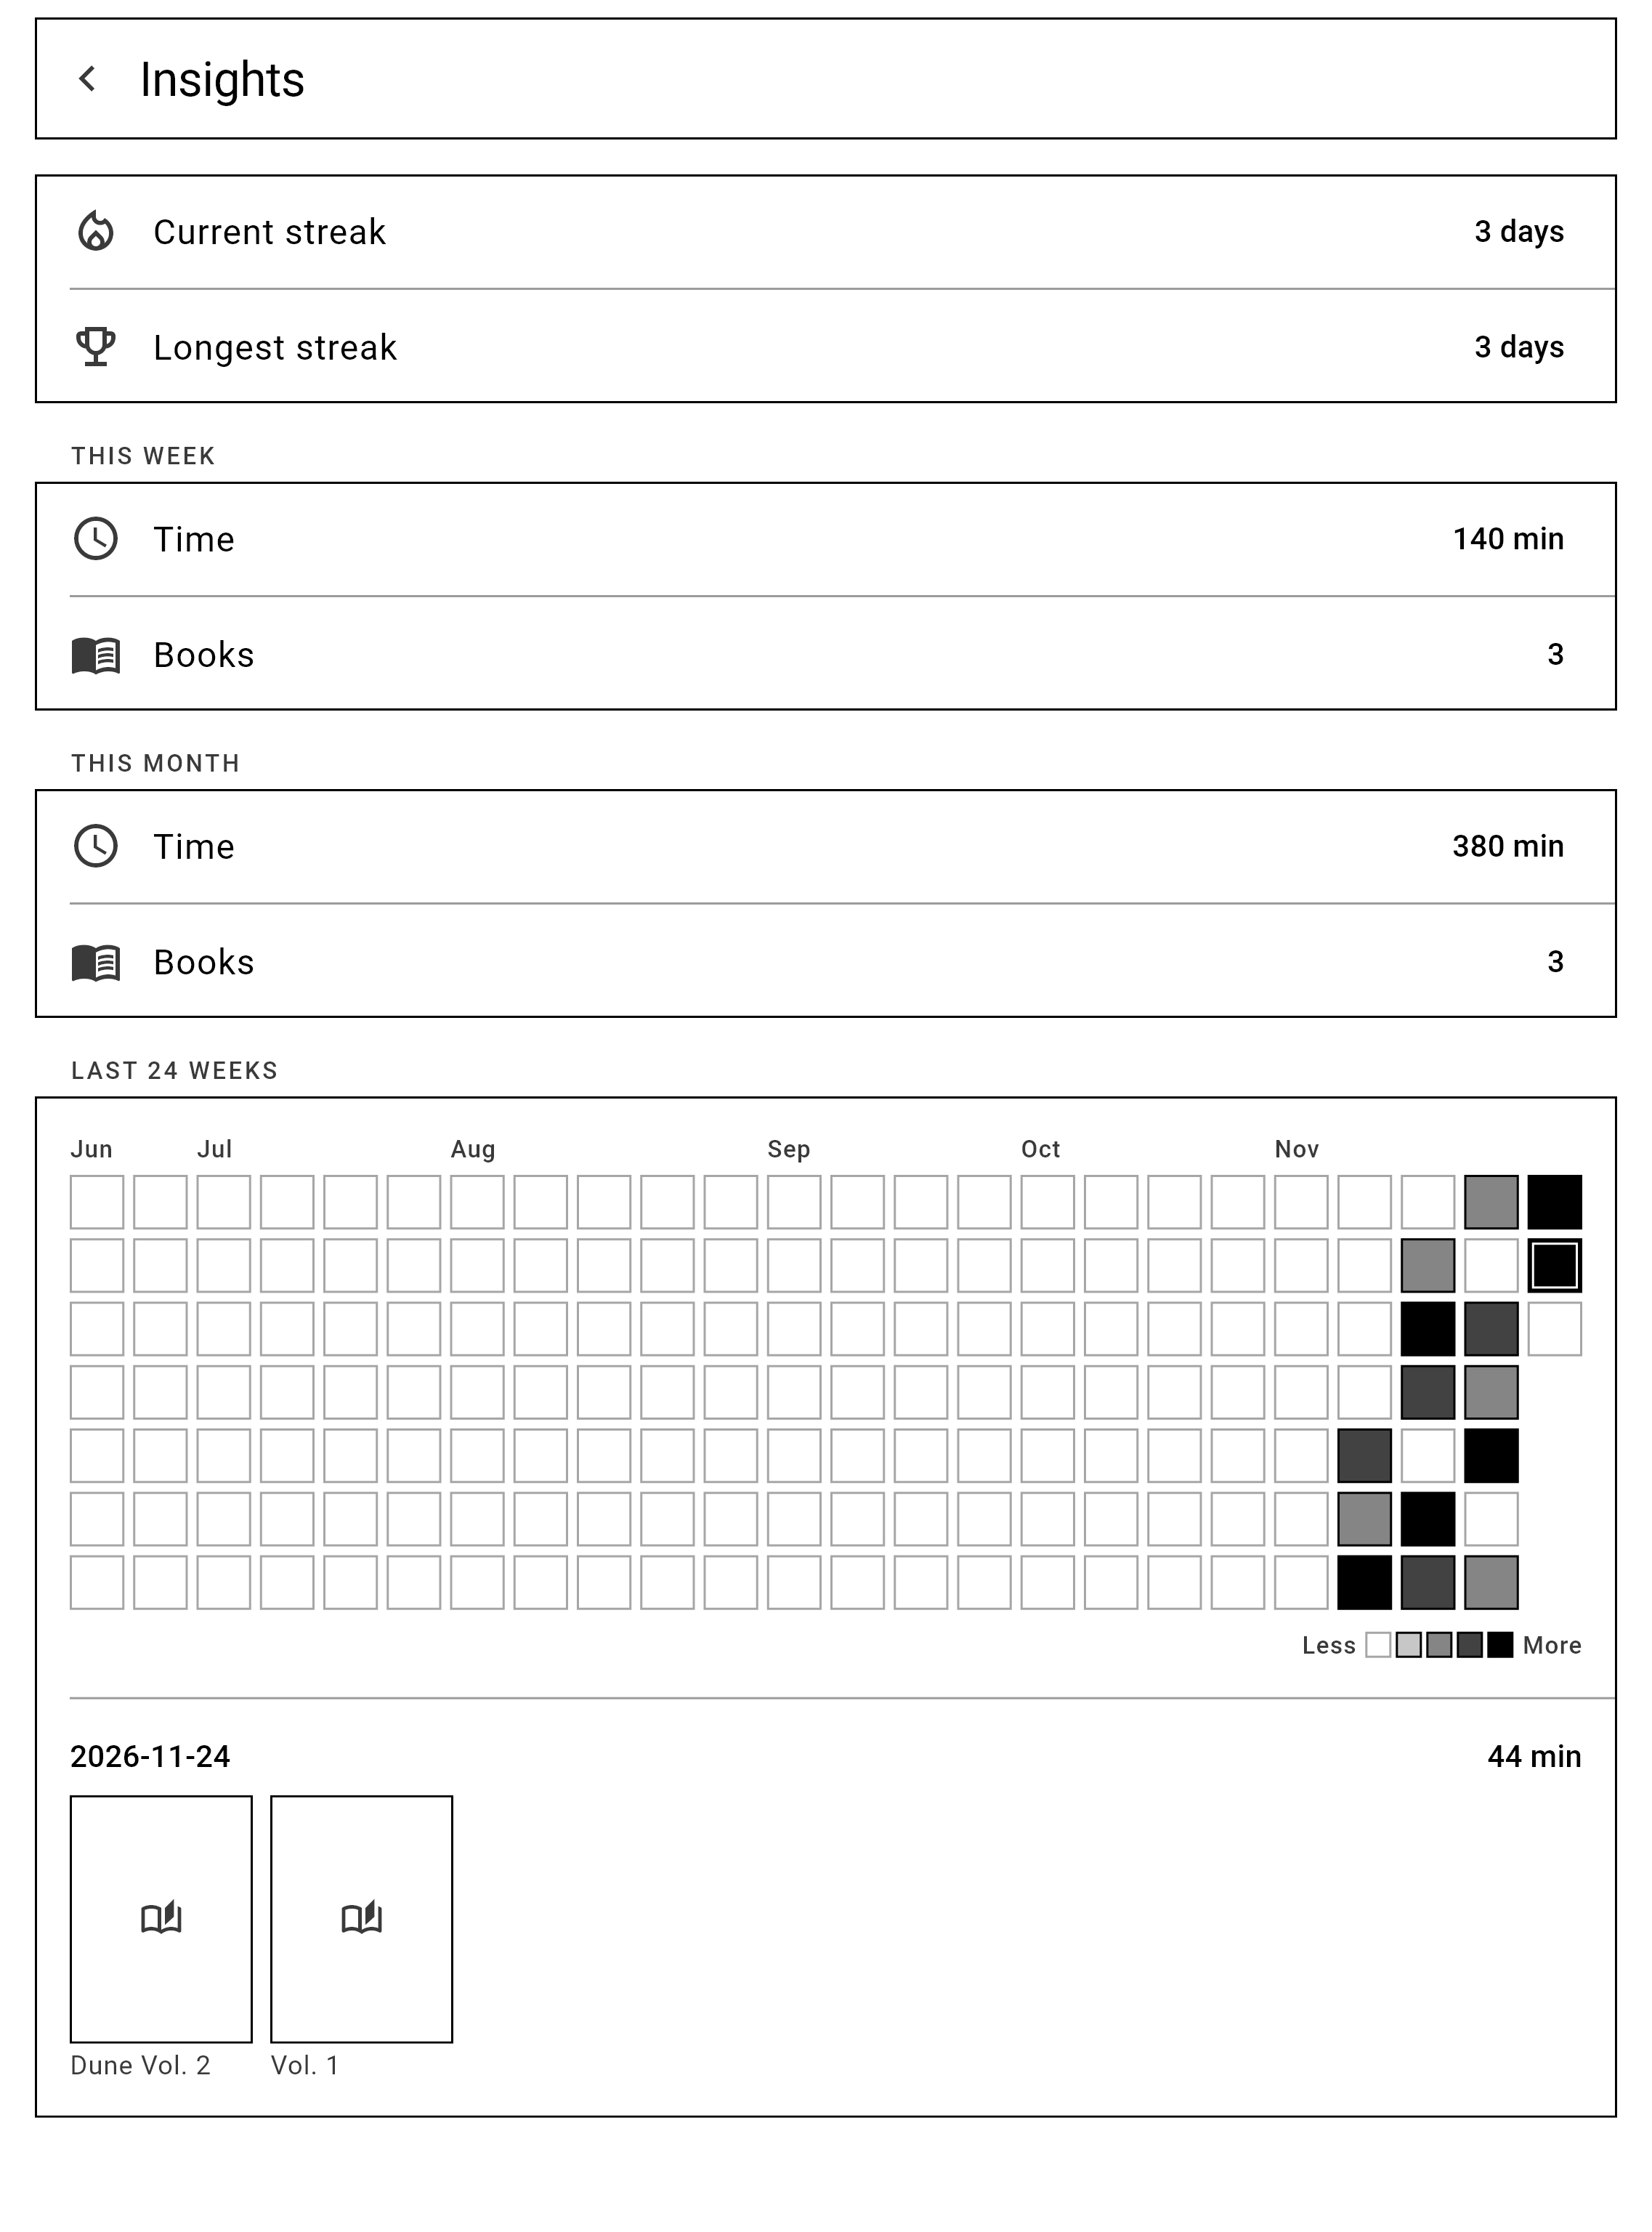 Insights
Current streak 3 days
Longest streak 3 days
THIS WEEK
Time 140 min
Books 3
THIS MONTH
Time 380 min
Books 3
LAST 24 WEEKS
Jun Jul Aug Sep Oct Nov
Less More
2026-11-24 44 min
Dune Vol. 2 Vol. 1